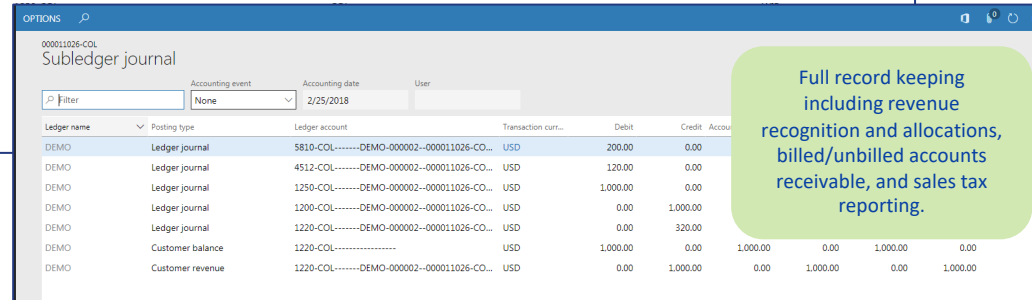 OPTIONS
0
000011026-COL
Subledger journal
Accounting event Accounting date User
Filter None 2/25/2018
Ledger name Posting type Ledger account Transaction curr... Debit Credit
DEMO Ledger journal 5810-COL-------DEMO-000002--000011026-CO... USD 200.00 0.00
DEMO Ledger journal 4512-COL-------DEMO-000002--000011026-CO... USD 120.00 0.00
DEMO Ledger journal 1250-COL-------DEMO-000002--000011026-CO... USD 1,000.00 0.00
DEMO Ledger journal 1200-COL-------DEMO-000002--000011026-CO... USD 0.00 1,000.00
DEMO Ledger journal 1220-COL-------DEMO-000002--000011026-CO... USD 0.00 320.00
DEMO Customer balance 1220-COL---------------- USD 1,000.00 0.00 1,000.00 0.00 1,000.00 0.00
DEMO Customer revenue 1220-COL-------DEMO-000002--000011026-CO... USD 0.00 1,000.00 0.00 1,000.00 0.00 1,000.00
Full record keeping
including revenue
recognition and allocations,
billed/unbilled accounts
receivable, and sales tax
reporting.